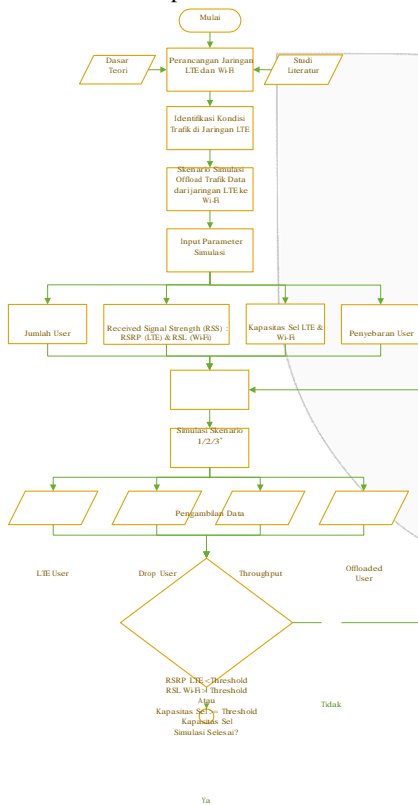 Mulai
Dasar
Teori
Perancangan Jaringan
LTE dan Wi-Fi
Studi
Literatur
Identifikasi Kondisi
Trafik di Jaringan LTE
Skenario Simulasi
Offload Trafik Data
dari jaringan LTE ke
Wi-Fi
Input Parameter
Simulasi
Jumlah User
Received Signal Strength (RSS) :
RSRP (LTE) & RSL (Wi-Fi)
Kapasitas Sel LTE &
Wi-Fi
Penyebaran User
Simulasi Skenario
1/2/3*
Pengambilan Data
LTE User
Drop User
Throughput
Offloaded
User
RSRP LTE < Threshold
RSL Wi-Fi > Threshold
Atau
Kapasitas Sel >= Threshold
Kapasitas Sel
Simulasi Selesai?
Tidak
Ya